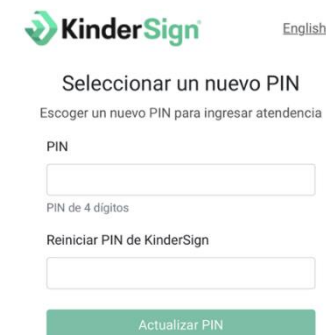 KinderSign
English
Seleccionar un nuevo PIN
Escoger un nuevo PIN para ingresar atendencia
PIN
PIN de 4 dígitos
Reiniciar PIN de KinderSign
Actualizar PIN